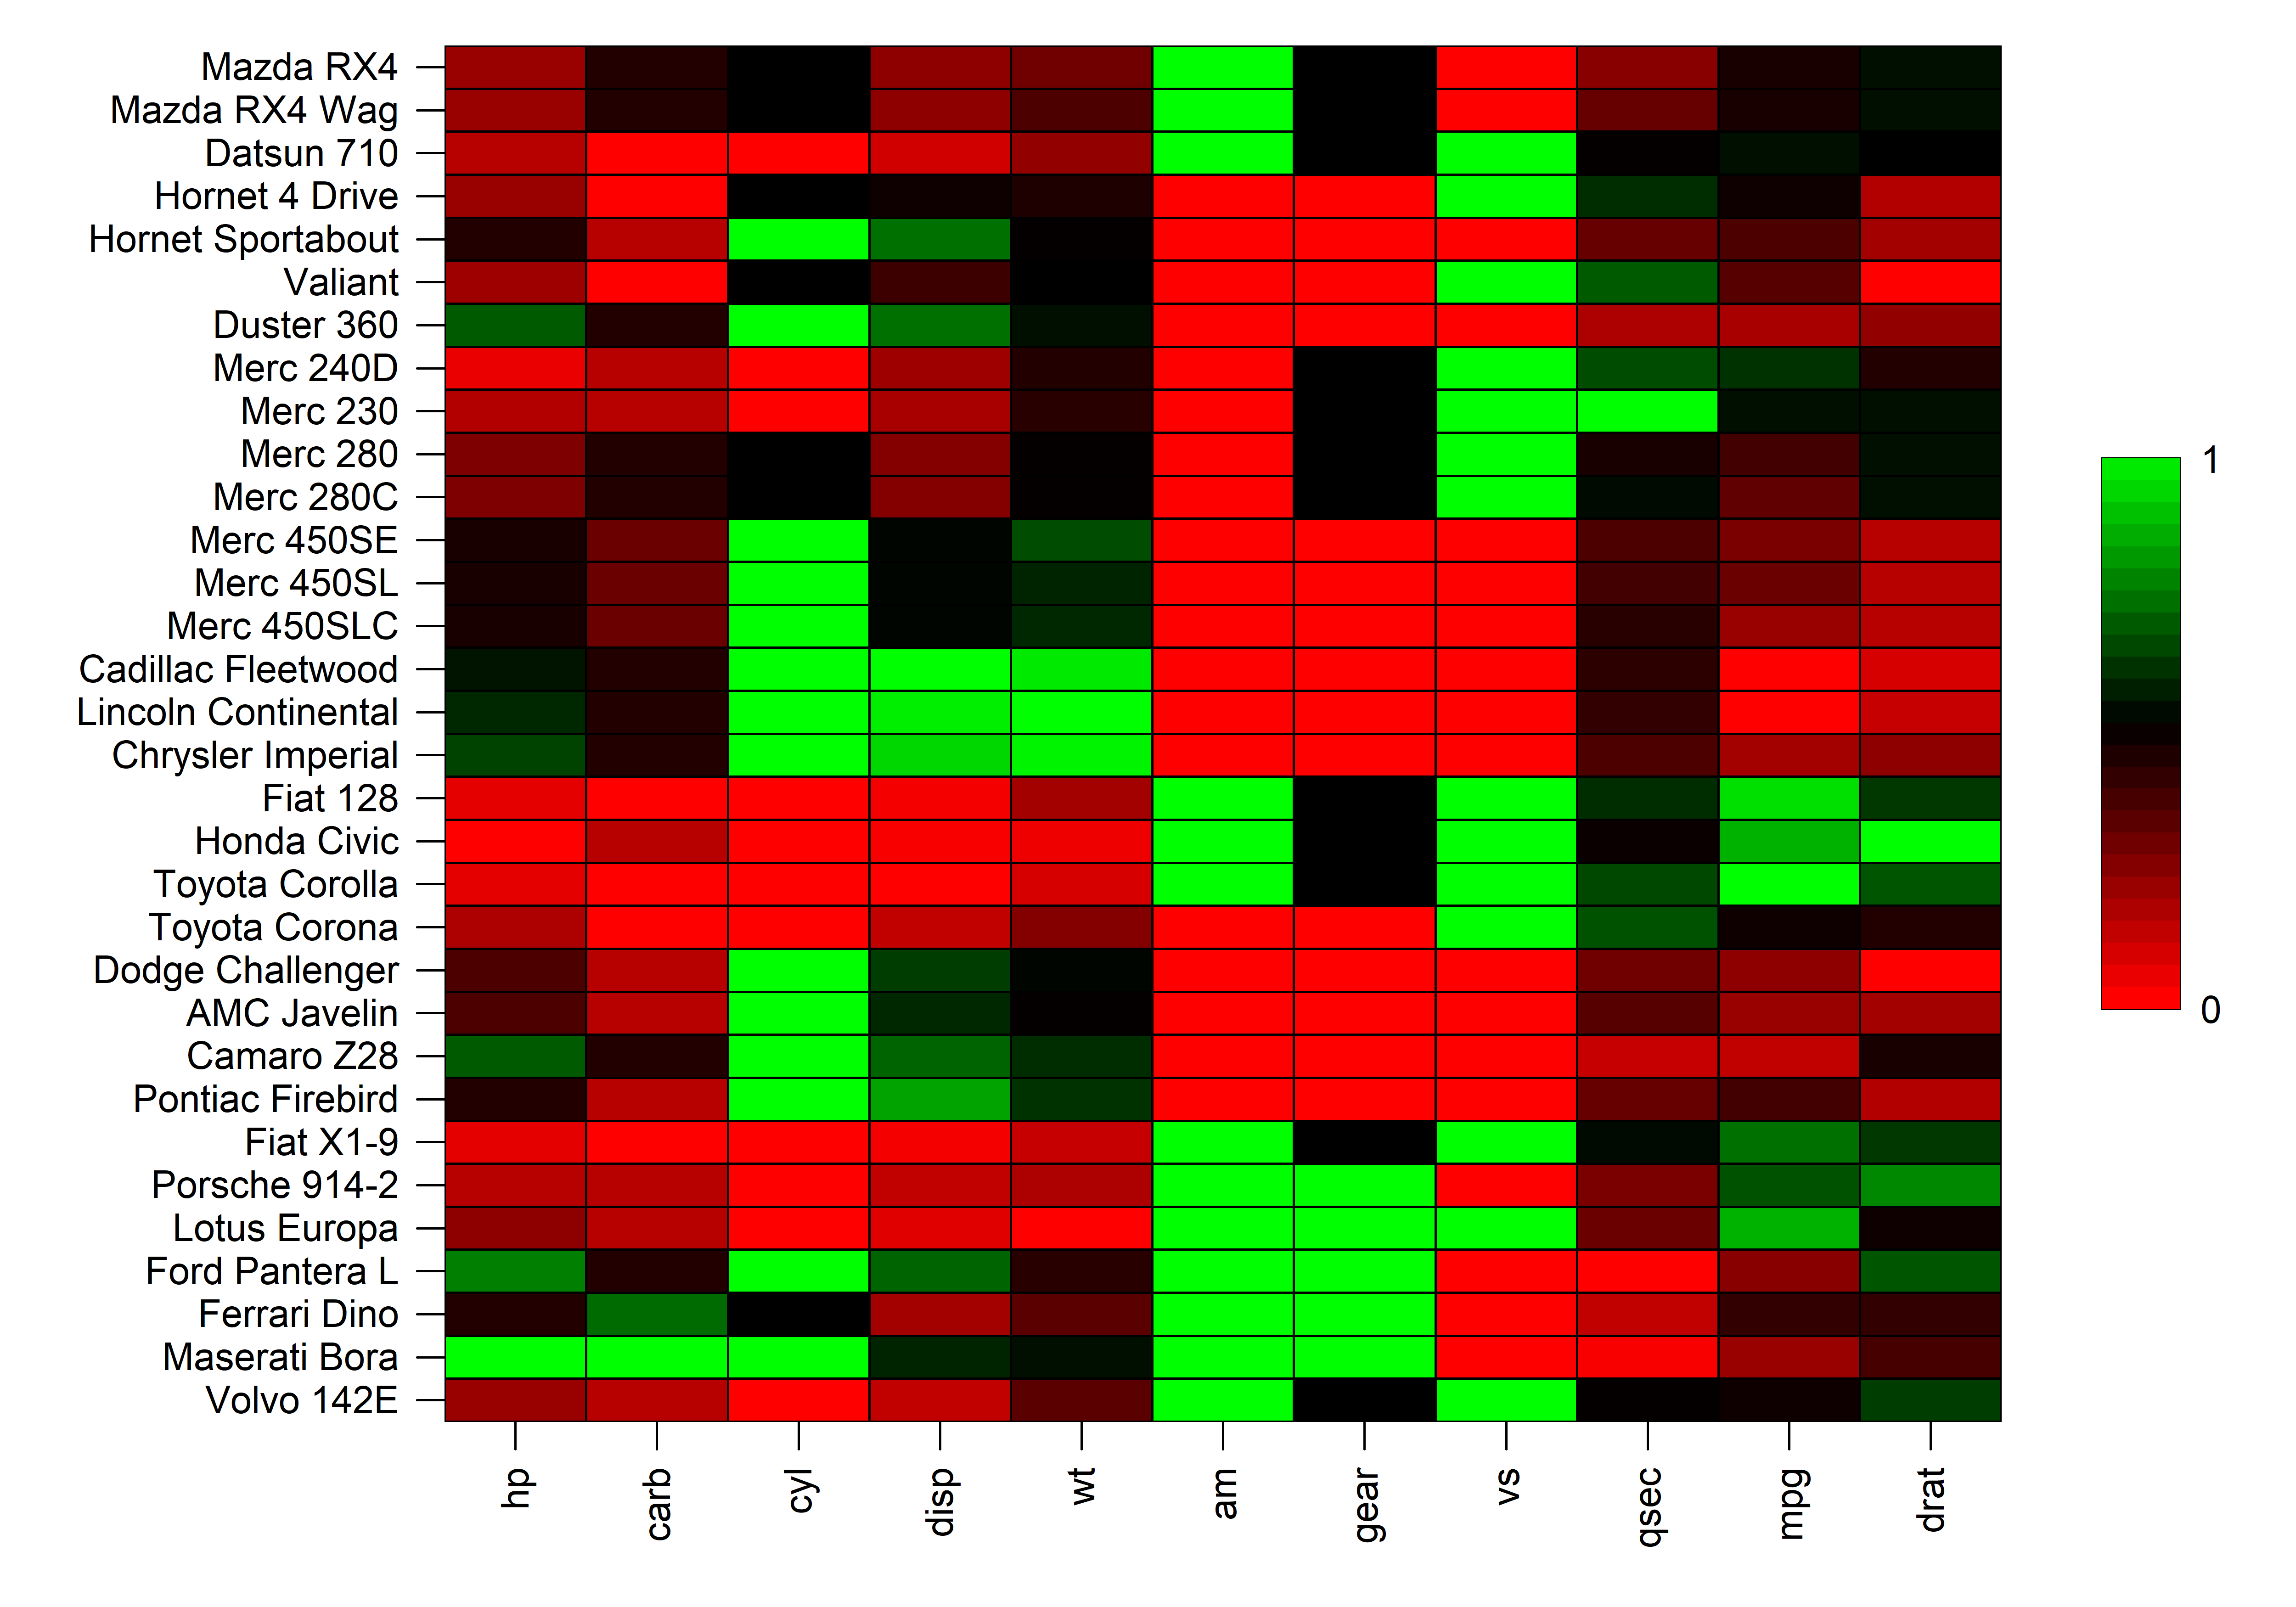 Mazda RX4
Mazda RX4 Wag
Datsun 710
Hornet 4 Drive
Hornet Sportabout
Valiant
Duster 360
Merc 240D
Merc 230
Merc 280
Merc 280C
Merc 450SE
Merc 450SL
Merc 450SLC
Cadillac Fleetwood
Lincoln Continental
Chrysler Imperial
Fiat 128
Honda Civic
Toyota Corolla
Toyota Corona
Dodge Challenger
AMC Javelin
Camaro Z28
Pontiac Firebird
Fiat X1-9
Porsche 914-2
Lotus Europa
Ford Pantera L
Ferrari Dino
Maserati Bora
Volvo 142E
hp
carb
cyl
disp
wt
am
gear
vs
qsec
mpg
drat
1
0